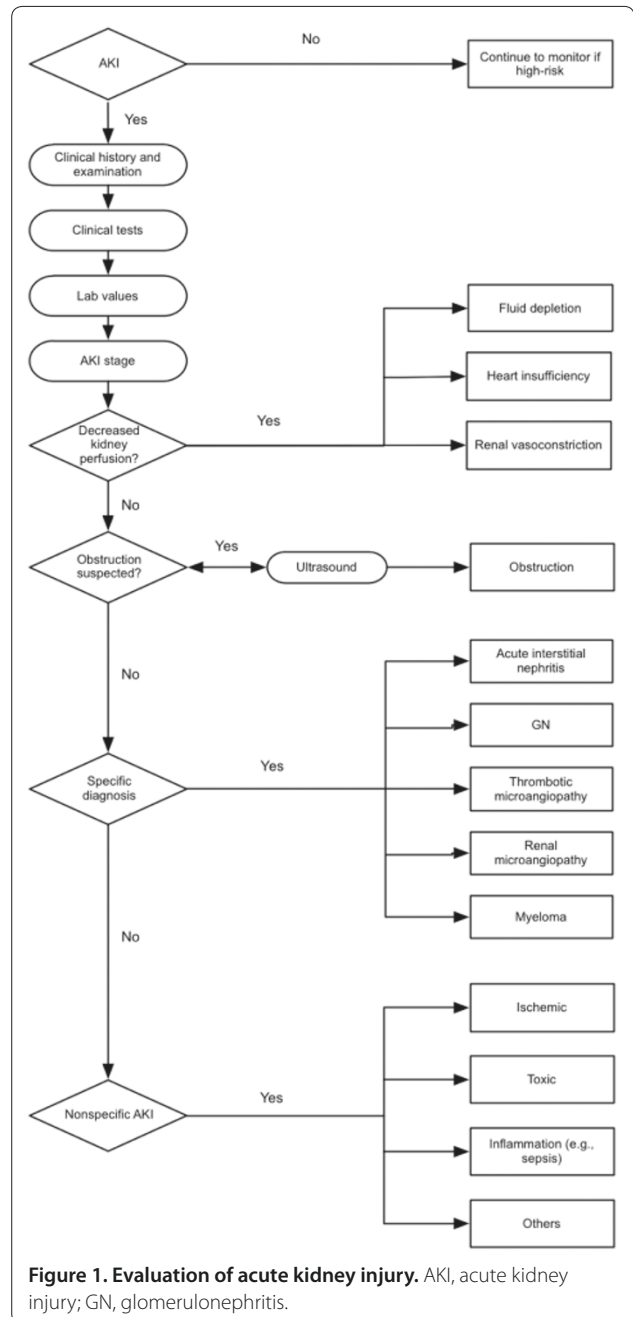 AKI
No
Continue to monitor if
high-risk
Yes
Clinical history and
examination
Clinical tests
Lab values
AKI stage
Decreased
kidney
perfusion?
Yes
Fluid depletion
Heart insufficiency
Renal vasoconstriction
No
Obstruction
suspected?
Yes
Ultrasound
Obstruction
No
Specific
diagnosis
Yes
Acute interstitial
nephritis
GN
Thrombotic
microangiopathy
Renal
microangiopathy
Myeloma
No
Nonspecific AKI
Yes
Ischemic
Toxic
Inflammation (e.g.,
sepsis)
Others
Figure 1. Evaluation of acute kidney injury. AKI, acute kidney
injury; GN, glomerulonephritis.